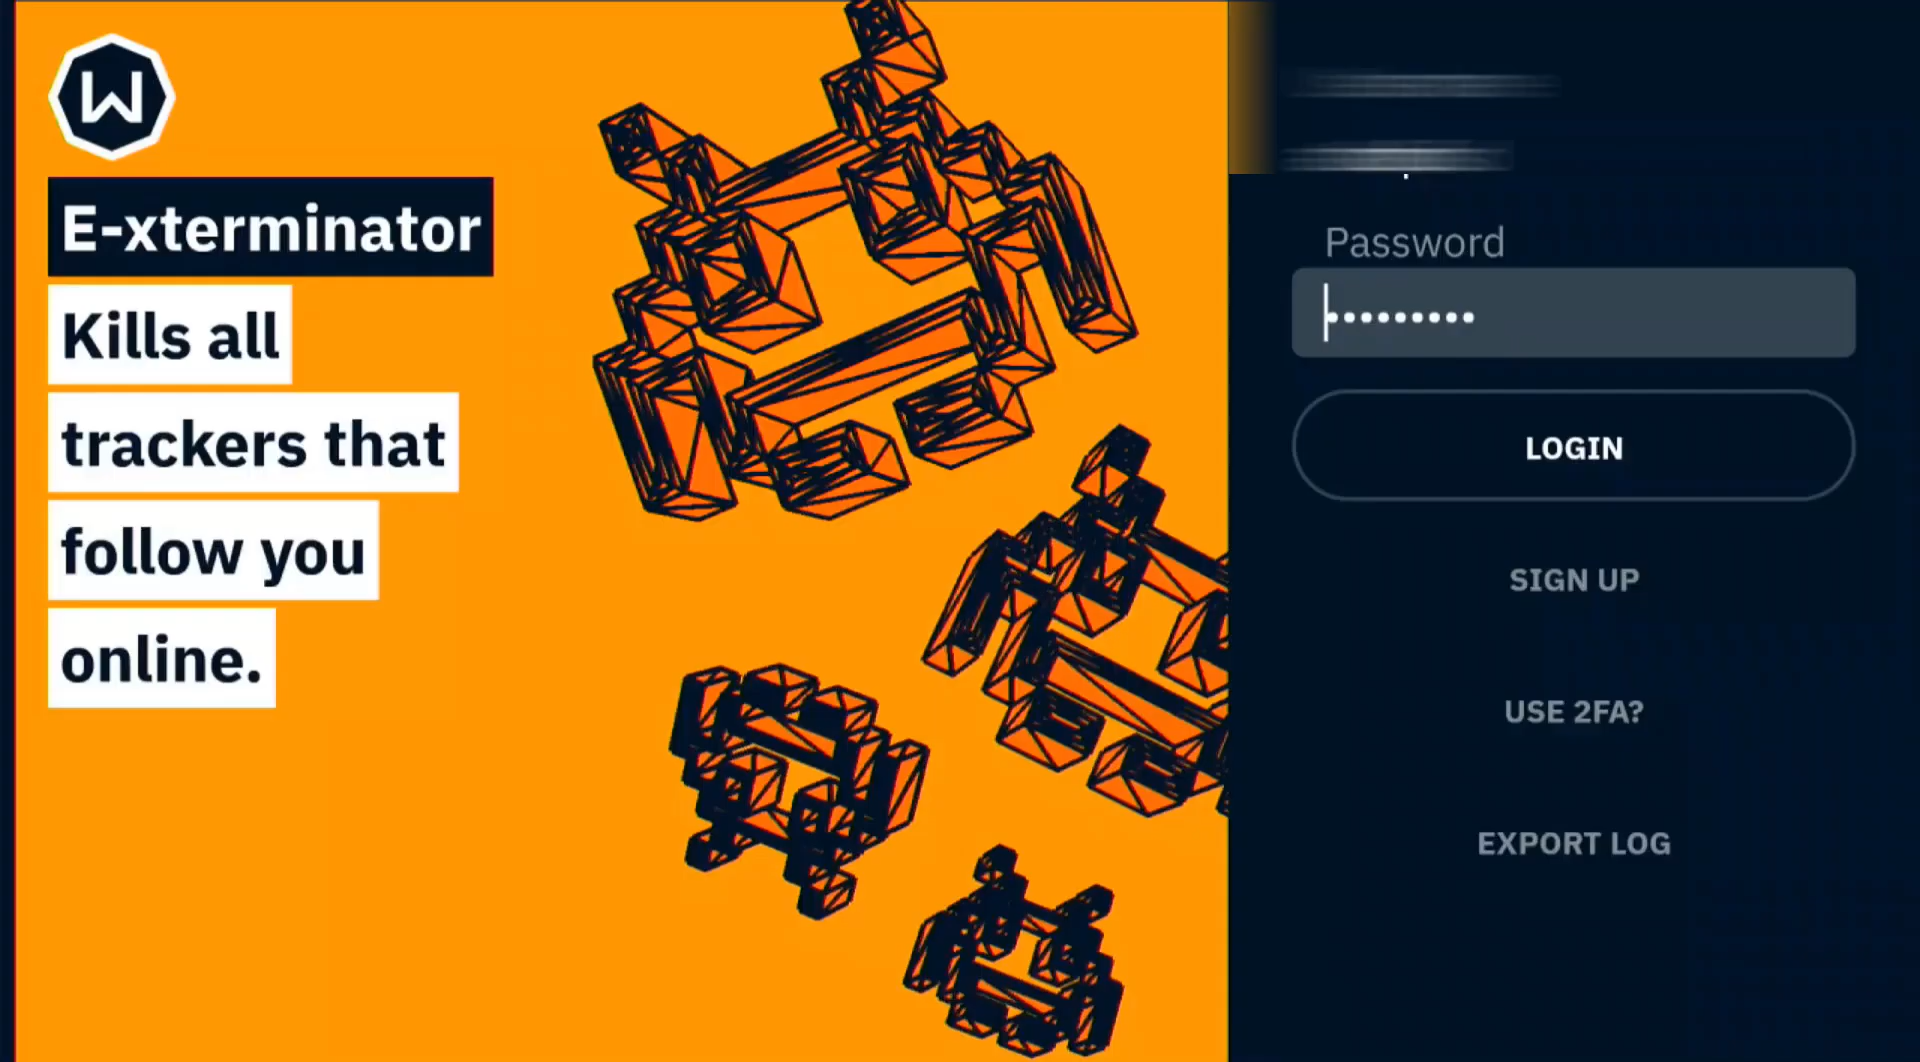 W
E-xterminator
Kills all
trackers that
follow you
online.
Password
•••••••••
LOGIN
SIGN UP
USE 2FA?
EXPORT LOG